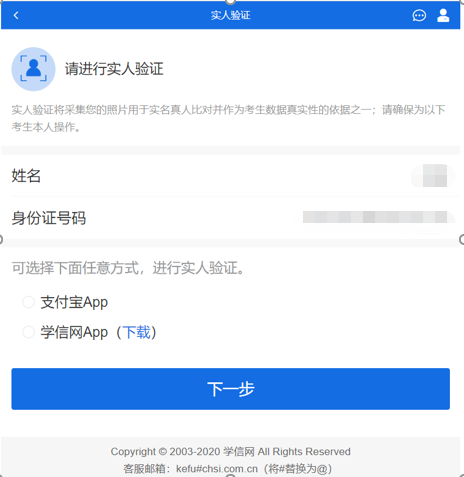 实人验证
请进行实人验证
实人验证将采集您的照片用于实名真人比对并作为考生数据真实性的依据之一；请确保为以下
考生本人操作。
姓名
身份证号码
可选择下面任意方式，进行实人验证。
支付宝App
学信网App（下载）
下一步
Copyright © 2003-2020 学信网 All Rights Reserved
客服邮箱：kefu#chsi.com.cn（将#替换为@）